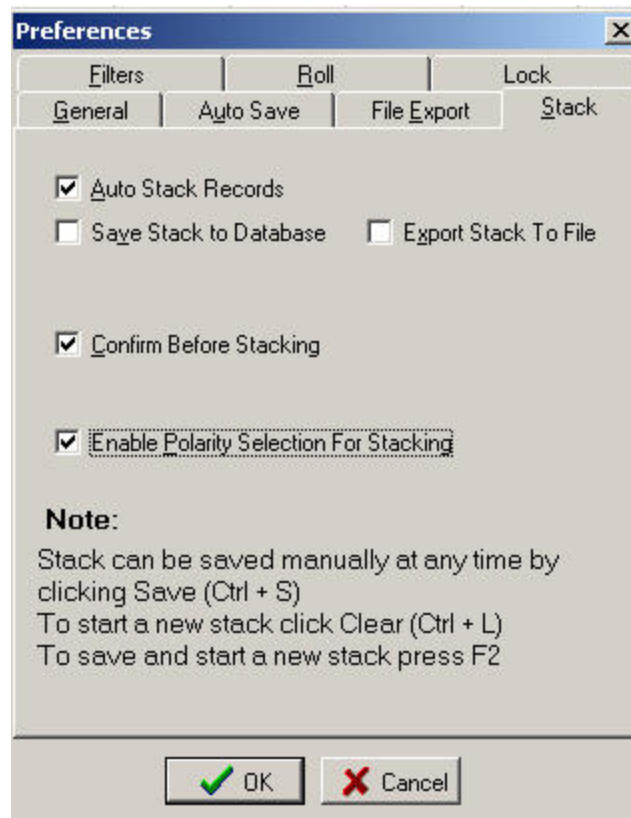 Preferences
Filters Roll Lock
General Auto Save File Export Stack
Auto Stack Records
Save Stack to Database Export Stack To File
Confirm Before Stacking
Enable Polarity Selection For Stacking
Note:
Stack can be saved manually at any time by
clicking Save (Ctrl + S)
To start a new stack click Clear (Ctrl + L)
To save and start a new stack press F2
OK Cancel